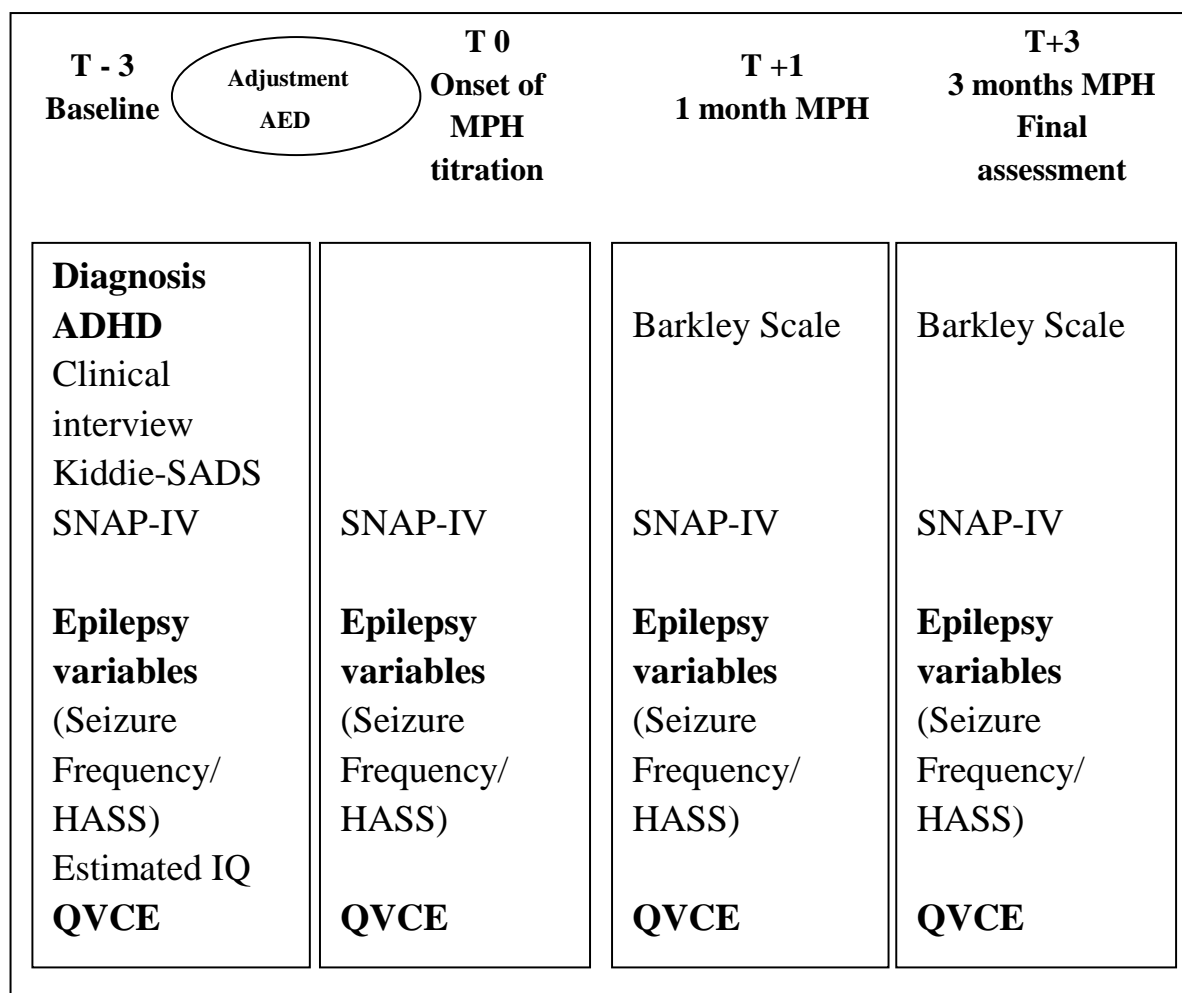 T - 3
Baseline
Adjustment
AED
T 0
Onset of
MPH
titration
T +1
1 month MPH
T+3
3 months MPH
Final
assessment
Diagnosis
ADHD
Clinical
interview
Kiddie-SADS
SNAP-IV
Epilepsy
variables
(Seizure
Frequency/
HASS)
Estimated IQ
QVCE
SNAP-IV
Epilepsy
variables
(Seizure
Frequency/
HASS)
QVCE
Barkley Scale
SNAP-IV
Epilepsy
variables
(Seizure
Frequency/
HASS)
QVCE
Barkley Scale
SNAP-IV
Epilepsy
variables
(Seizure
Frequency/
HASS)
QVCE